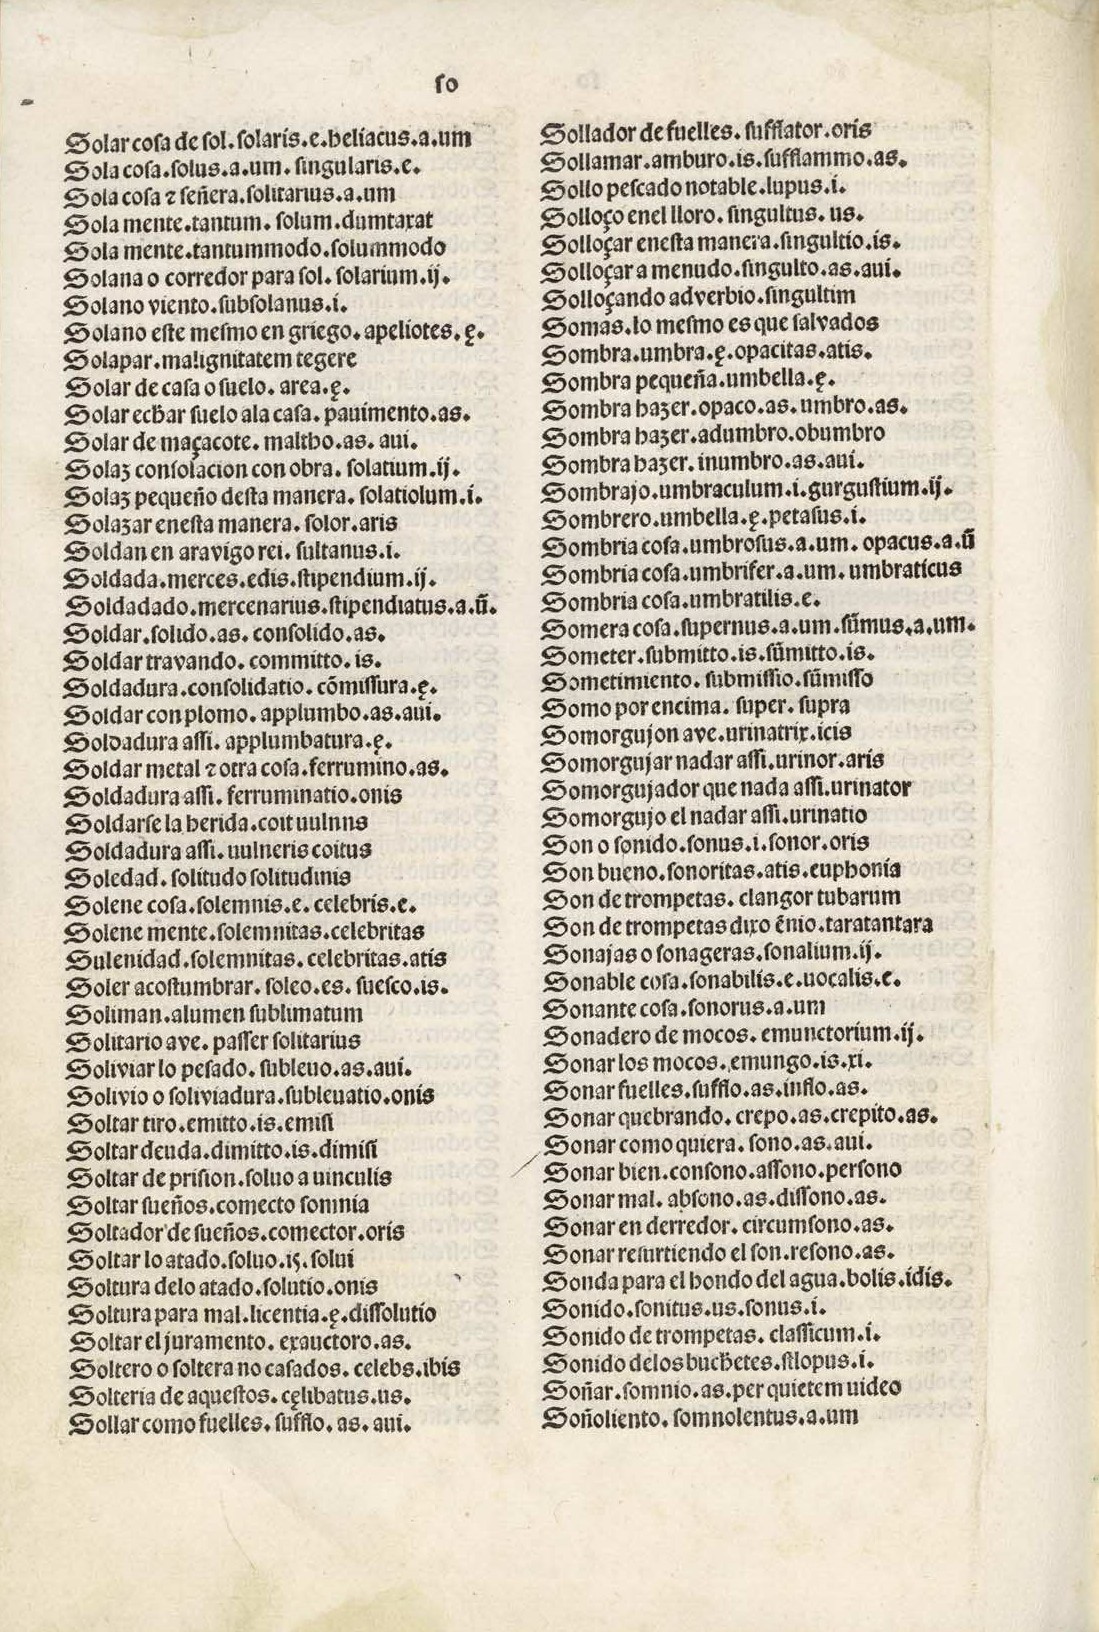 so
Solar cosa de sol. solaris.e. heliacus.a.um
Sola cosa.solus.a.um. singularis.e.
Sola cosa ⁊ señera.solitarius.a.um
Sola mente.tantum. solum.dumtaxat
Sola mente.tantummodo.solummodo
Solana o corredor para sol. solarium.ij.
Solano viento.subsolanus.i.
Solano este mesmo en griego. apeliotes.ę.
Solapar.malignitatem tegere
Solar de casa o suelo. area.ę.
Solar echar suelo ala casa. pauimento.as.
Solar de maçacote. maltho.as. aui.
Solaz consolacion con obra. solatium.ij.
Solaz pequeño desta manera. solatiolum.i.
Solazar enesta manera. solor.aris
Soldan en aravigo rei. sultanus.i.
Soldada.merces.edis.stipendium.ij.
Soldadado.mercenarius.stipendiatus.a.ū.
Soldar.solido.as. consolido.as.
Soldar travando. committo.is.
Soldadura.consolidatio. cōmissura.ę.
Soldar con plomo. applumbo.as.aui.
Soldadura assi. applumbatura.ę.
Soldar metal ⁊ otra cosa.ferrumino.as.
Soldadura assi. ferruminatio.onis
Soldarse la herida.coit uulnns
Soldadura assi. uulneris coitus
Soledad. solitudo solitudinis
Solene cosa.solemnis.e. celebris.e.
Solene mente.solemnitas.celebritas
Sulenidad.solemnitas. celebritas.atis
Soler acostumbrar. soleo.es. suesco.is.
Soliman.alumen sublimatum
Solitario ave. passer solitarius
Soliviar lo pesado. subleuo.as.aui.
Solivio o soliviadura.subleuatio.onis
Soltar tiro.emitto.is.emisi
Soltar deuda.dimitto.is.dimisi
Soltar de prision.soluo a uinculis
Soltar sueños.comecto somnia
Soltador de sueños.comector.oris
Soltar lo atado.soluo.is.solui
Soltura delo atado.solutio.onis
Soltura para mal.licentia.ę.dissolutio
Soltar el juramento. exauctoro.as.
Soltero o soltera no casados. celebs.ibis
Solteria de aquestos. cęlibatus.us.
Sollar como fuelles. sufflo. as. aui.
Sollador de fuelles. sufflator.oris
Sollamar.amburo.is.sufflammo.as.
Sollo pescado notable.lupus.i.
Solloço enel lloro. singultus. us.
Solloçar enesta manera.singultio.is.
Solloçar a menudo.singulto.as.aui.
Solloçando adverbio.singultim
Somas.lo mesmo es que salvados
Sombra.umbra.ę.opacitas.atis.
Sombra pequeña.umbella.ę.
Sombra hazer.opaco.as. umbro.as.
Sombra hazer.adumbro.obumbro
Sombra hazer. inumbro.as.aui.
Sombrajo.umbraculum.i.gurgustium.ij.
Sombrero.umbella.ę.petasus.i.
Sombria cosa.umbrosus.a.um. opacus.a.ū
Sombria cosa.umbrifer.a.um. umbraticus
Sombria cosa.umbratilis.e.
Somera cosa.supernus.a.um.sūmus.a.um.
Someter.submitto.is.sūmitto.is.
Sometimiento. submissio.sūmisso
Somo por encima. super. supra
Somorgujon ave.urinatrix.icis
Somorgujar nadar assi.urinor.aris
Somorgujador que nada assi.urinator
Somorgujo el nadar assi.urinatio
Son o sonido.sonus.i.sonor.oris
Son bueno.sonoritas.atis.euphonia
Son de trompetas. clangor tubarum
Son de trompetas dixo ēnio.taratantara
Sonajas o sonageras.sonalium.ij.
Sonable cosa.sonabilis.e.uocalis.e.
Sonante cosa.sonorus.a.um
Sonadero de mocos. emunctorium.ij.
Sonar los mocos. emungo.is.xi.
Sonar fuelles.sufflo.as.inflo.as.
Sonar quebrando. crepo.as.crepito.as.
Sonar como quiera. sono.as.aui.
Sonar bien.consono.assono.persono
Sonar mal. absono.as.dissono.as.
Sonar en derredor. circumsono.as.
Sonar resurtiendo el son.resono.as.
Sonda para el hondo del agua.bolis.idis.
Sonido.sonitus.us.sonus.i.
Sonido de trompetas. classicum.i.
Sonido delos buchetes.stlopus.i.
Soñar.somnio.as.per quietem uideo
Soñoliento. somnolentus.a.um